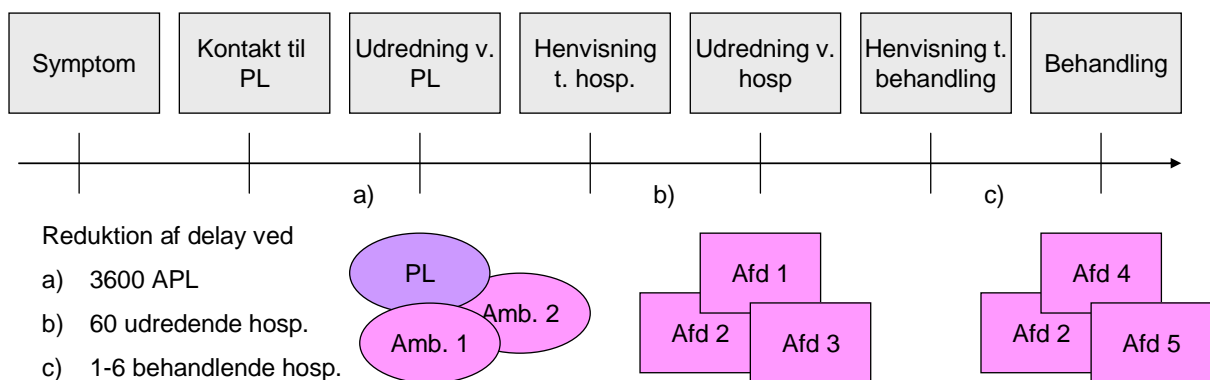 Symptom
Kontakt til
PL
Udredning v.
PL
Henvisning
t. hosp.
Udredning v.
hosp
Henvisning t.
behandling
Behandling
a)
b)
c)
Reduktion af delay ved
a) 3600 APL
b) 60 udredende hosp.
c) 1-6 behandlende hosp.
PL
Amb. 2
Amb. 1
Afd 1
Afd 2
Afd 3
Afd 4
Afd 2
Afd 5